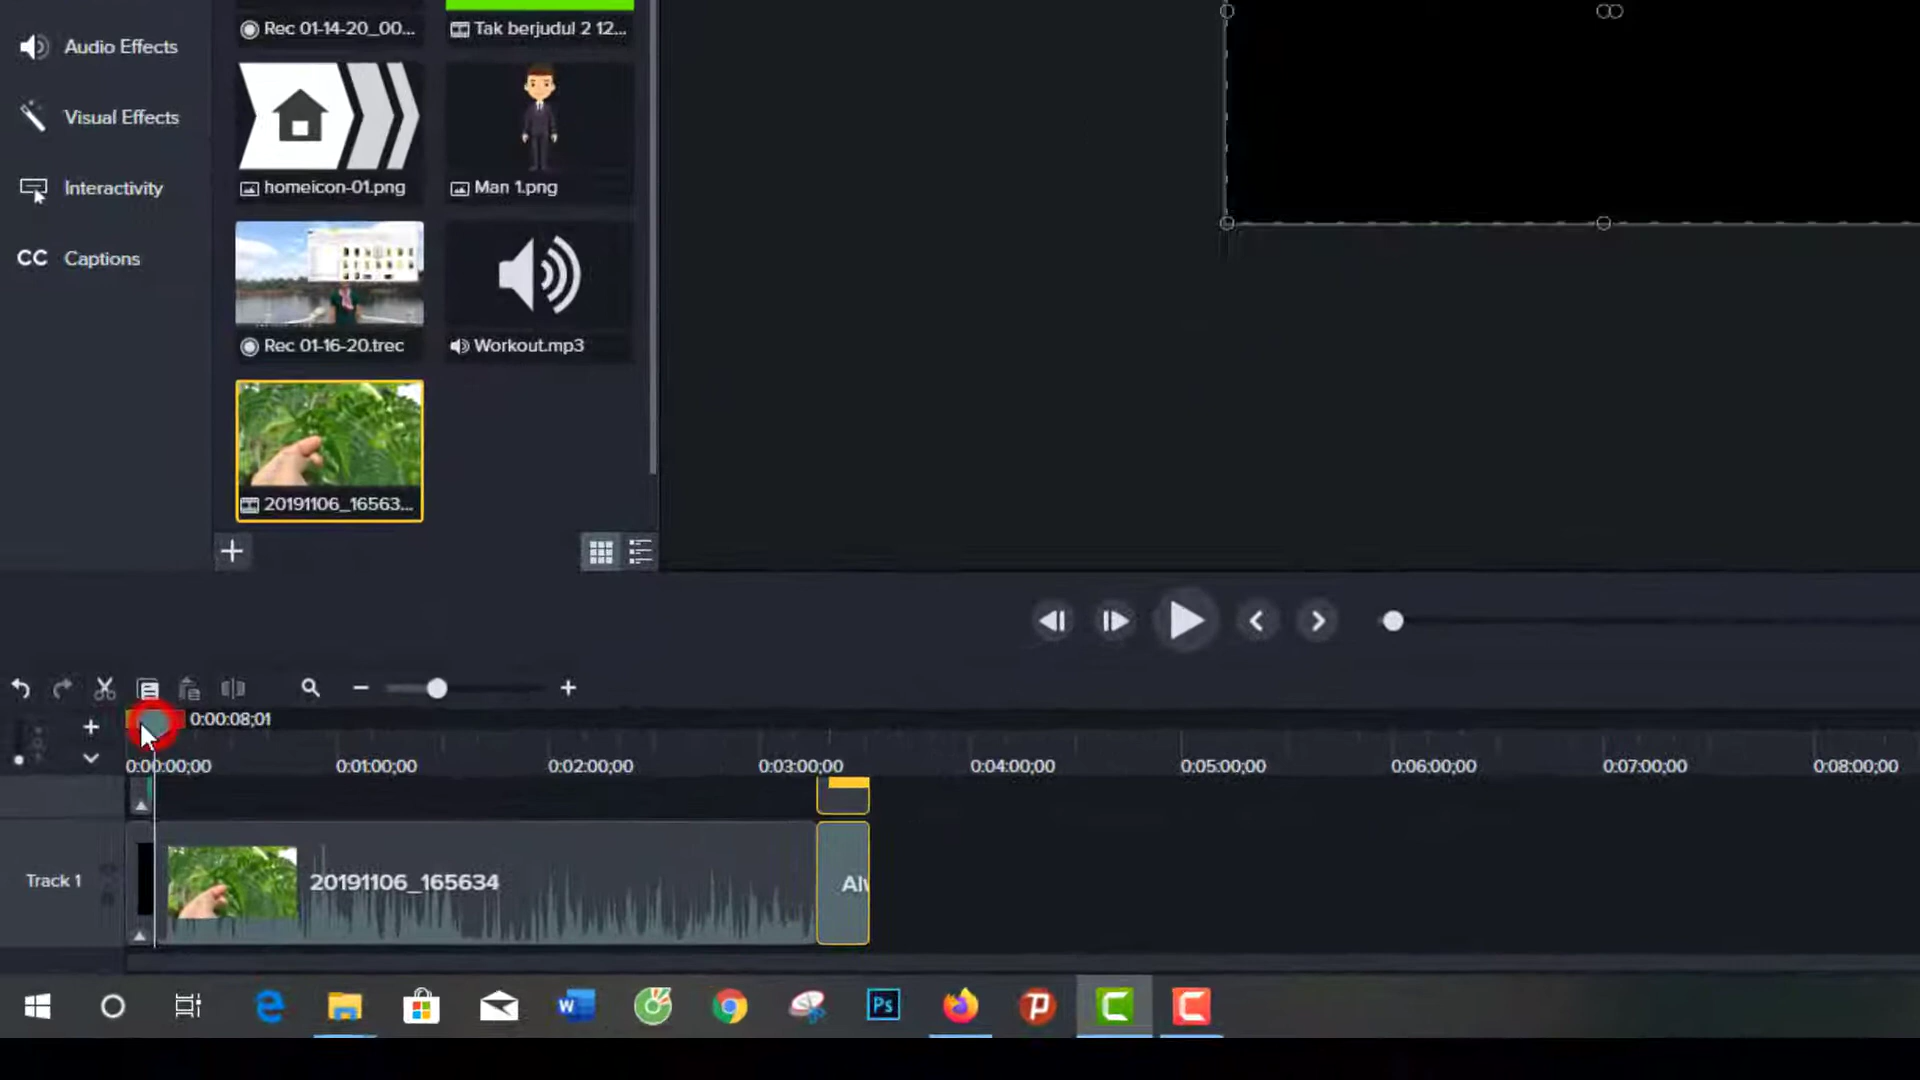 Audio Effects
Visual Effects
Interactivity
CC Captions
Rec 01-14-20_00...
Tak berjudul 2 12...
homeicon-01.png
Man 1.png
Rec 01-16-20.trec
Workout.mp3
20191106_16563...
0:00:08;01
0:00:00;00
0:01:00;00
0:02:00;00
0:03:00;00
0:04:00;00
0:05:00;00
0:06:00;00
0:07:00;00
0:08:00;00
Track 1
20191106_165634
W
Ps